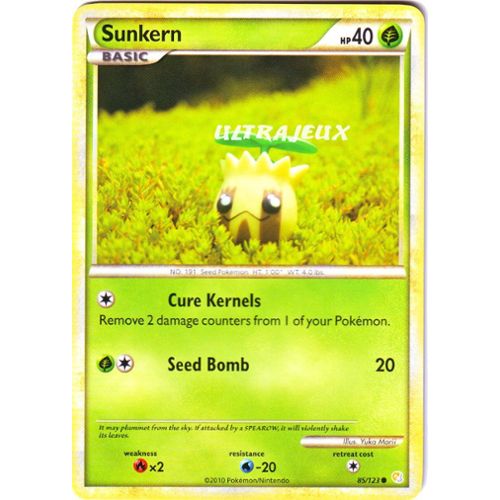 Sunkern
HP 40
BASIC
ULTRAJEUX
NO. 191 Seed Pokémon HT: 1'00" WT: 4.0 lbs.
Cure Kernels
Remove 2 damage counters from 1 of your Pokémon.
Seed Bomb 20
It may plummet from the sky. If attacked by a SPEAROW, it will violently shake
its leaves.
Illus. Yuka Morii
weakness resistance retreat cost
×2 -20
©2010 Pokémon/Nintendo 85/123